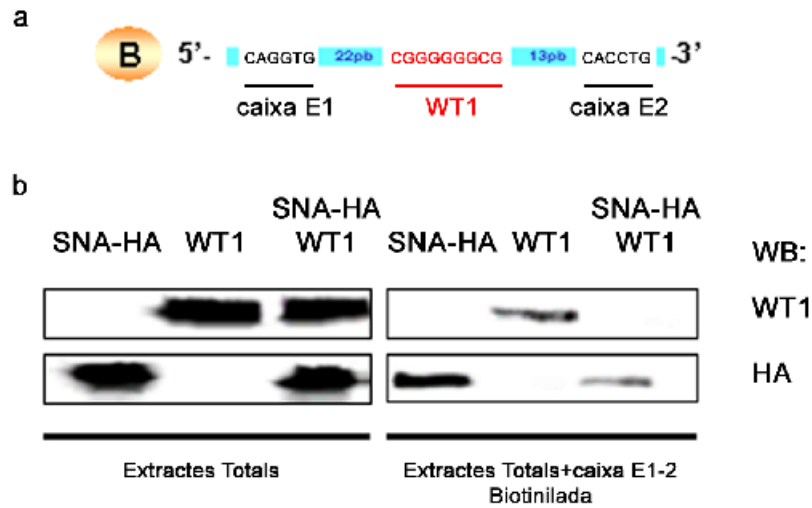 a
B 5'- CAGGTG 22pb CGGGGGGCG 13pb CACCTG -3'
caixa E1 WT1 caixa E2
b
SNA-HA SNA-HA
SNA-HA WT1 WT1 SNA-HA WT1 WT1 WB:
WT1
HA
Extractes Totals Extractes Totals+caixa E1-2
Biotinilada